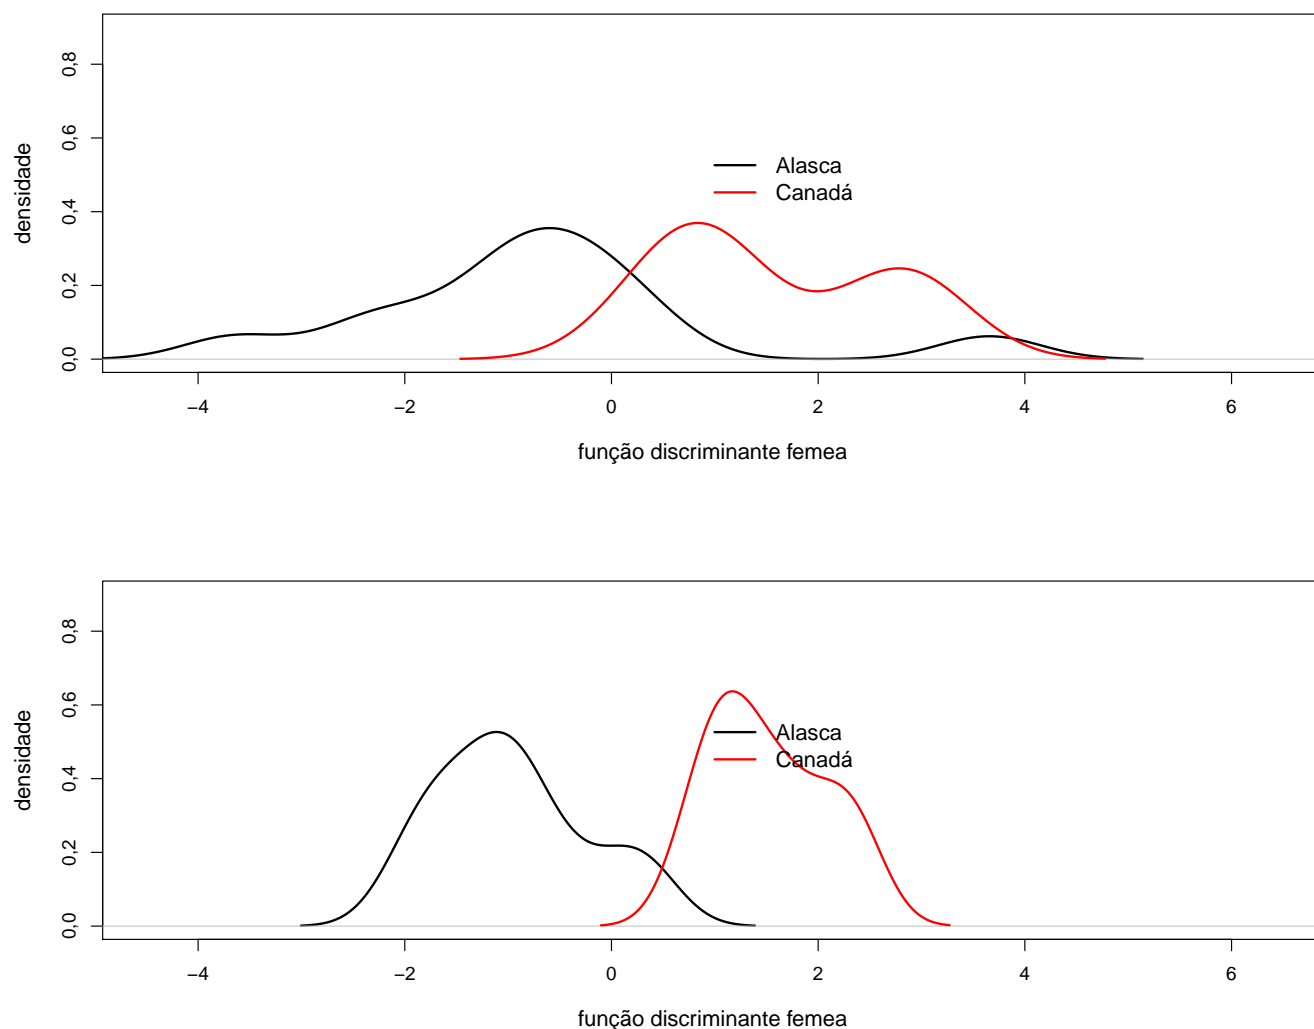 densidade
0,8
0,6
0,4
0,2
0,0
Alasca
Canadá
−4 −2 0 2 4 6
função discriminante femea
densidade
0,8
0,6
0,4
0,2
0,0
Alasca
Canadá
−4 −2 0 2 4 6
função discriminante femea